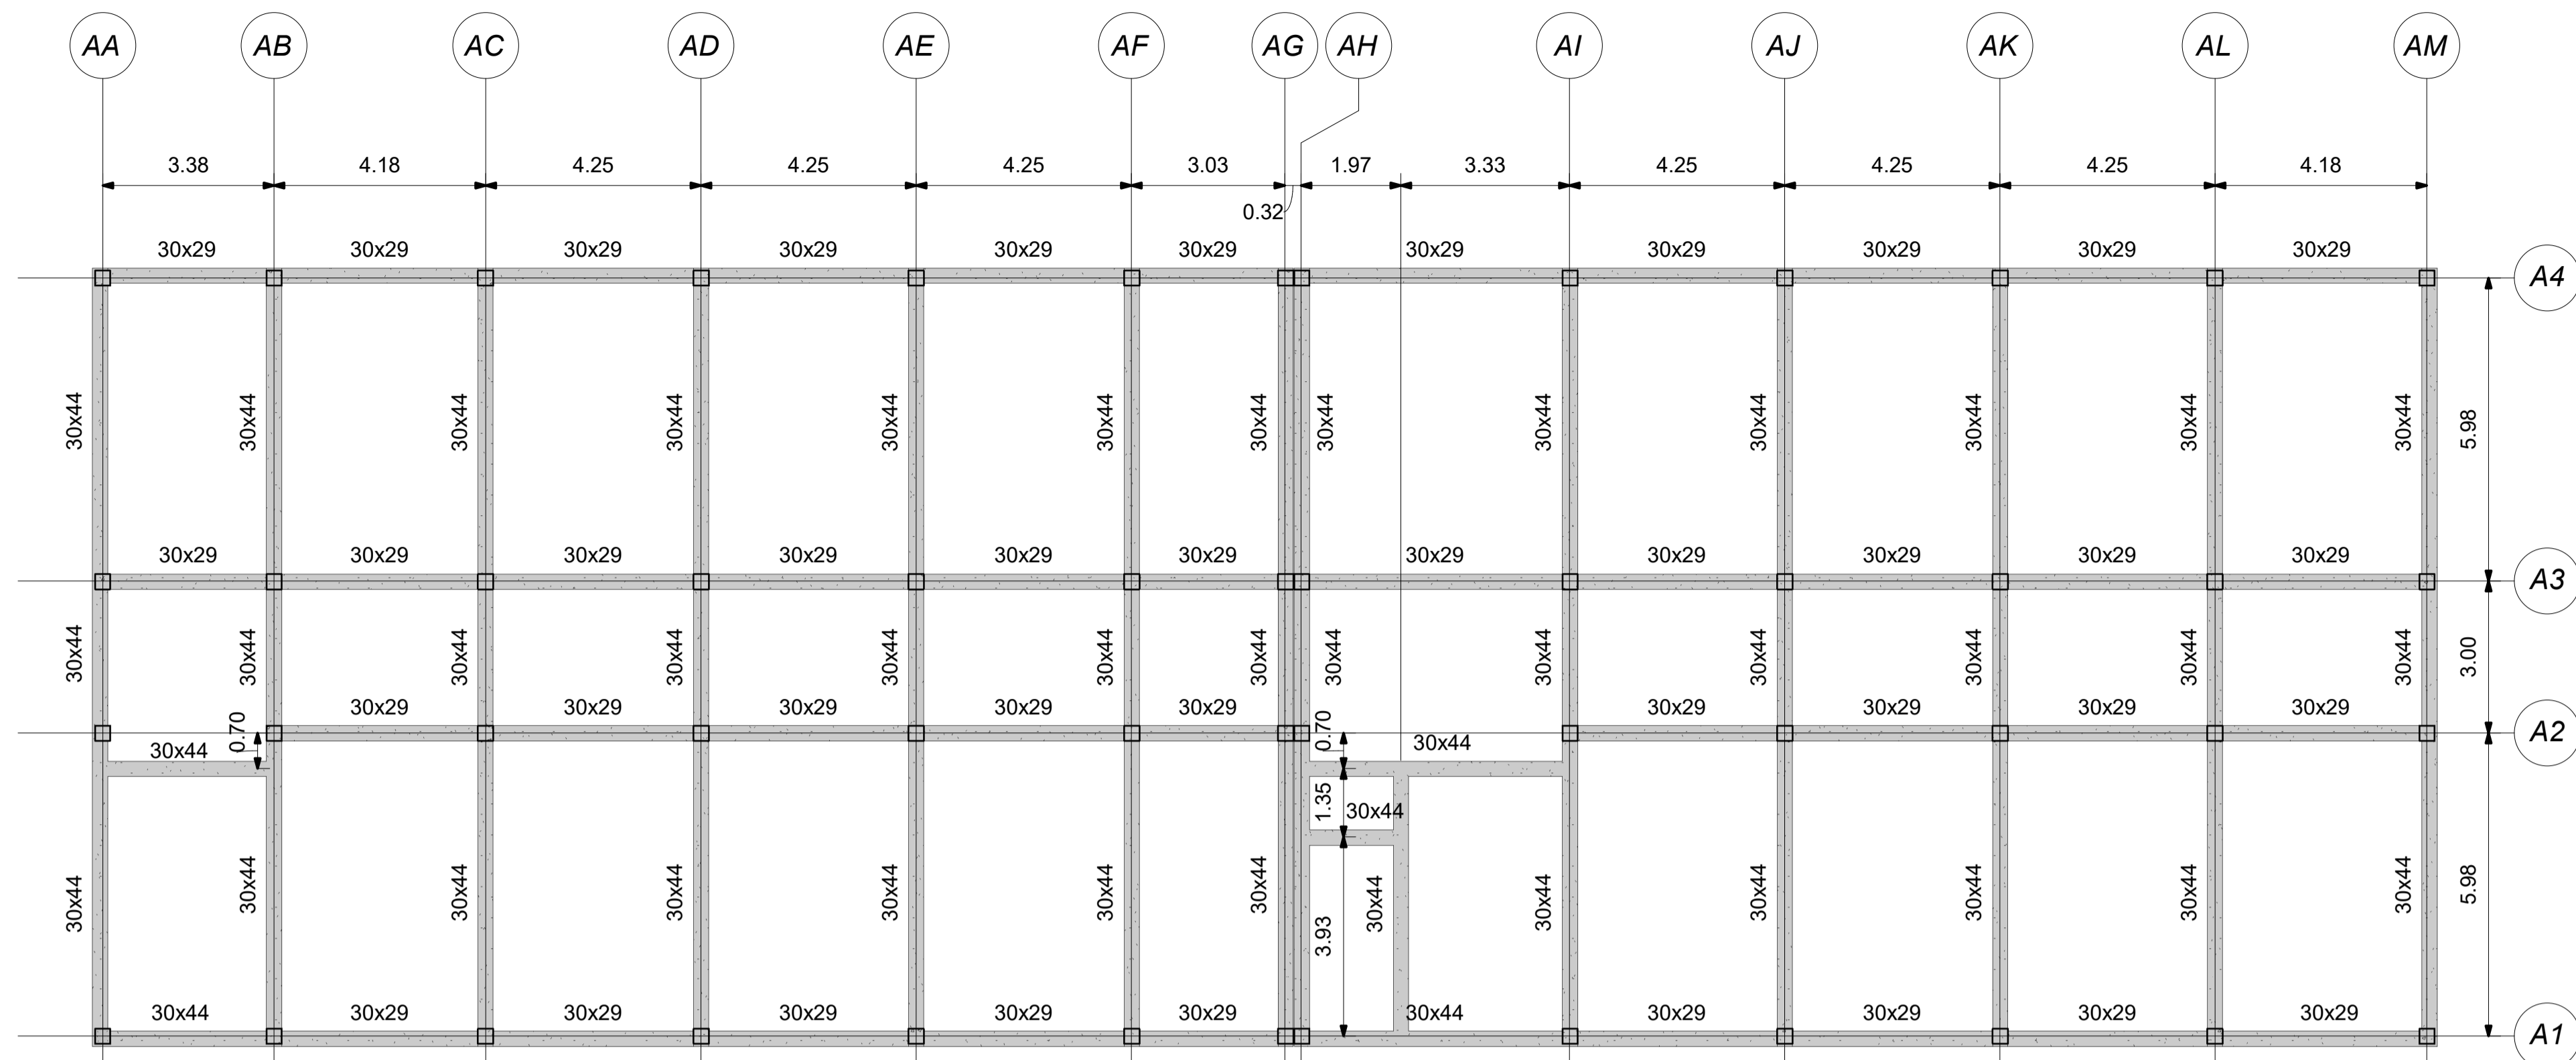 AA AB AC AD AE AF AG AH AI AJ AK AL AM
3.38 4.18 4.25 4.25 4.25 3.03 1.97 3.33 4.25 4.25 4.25 4.18
0.32
30x29 30x29 30x29 30x29 30x29 30x29 30x29 30x29 30x29 30x29 30x29
A4
30x44 30x44 30x44 30x44 30x44 30x44 30x44 30x44 30x44 30x44 30x44 30x44 30x44 5.98
30x29 30x29 30x29 30x29 30x29 30x29 30x29 30x29 30x29 30x29 30x29
A3
30x44 30x44 30x44 30x44 30x44 30x44 30x44 30x44 30x44 30x44 30x44 30x44 30x44 3.00
30x29 30x29 30x29 30x29 30x29 30x29 30x29 30x29 30x29
A2
30x44 0.70 0.70 30x44
1.35 30x44
30x44 30x44 30x44 30x44 30x44 30x44 30x44 3.93 30x44 30x44 30x44 30x44 30x44 30x44 5.98
30x44 30x29 30x29 30x29 30x29 30x29 30x44 30x29 30x29 30x29 30x29
A1